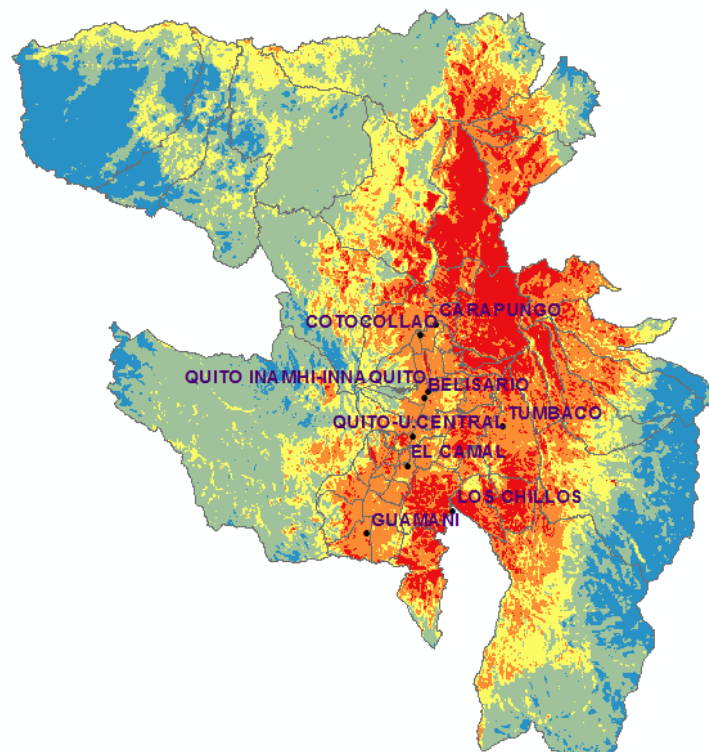 CARAPUNGO
COTOCOLLAO
QUITO INAMHI-INNAQUITO
BELISARIO
TUMBACO
QUITO-U.CENTRAL
EL CAMAL
LOS CHILLOS
GUAMANI